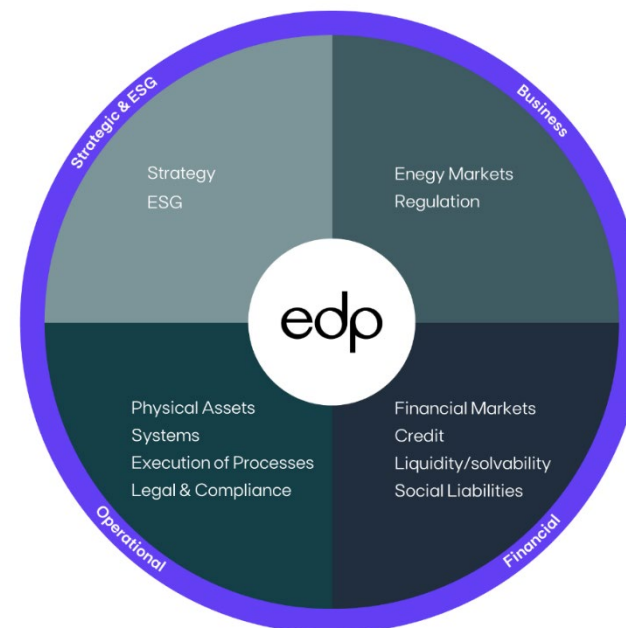 Strategic & ESG
Strategy
ESG
Business
Enegy Markets
Regulation
edp
Operational
Physical Assets
Systems
Execution of Processes
Legal & Compliance
Financial
Financial Markets
Credit
Liquidity/solvability
Social Liabilities